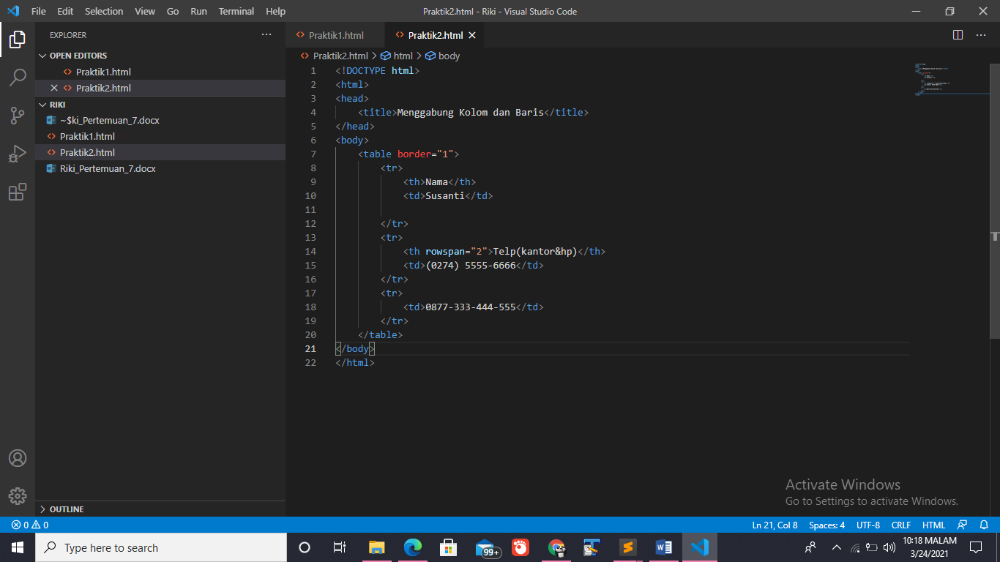 File Edit Selection View Go Run Terminal Help
Praktik2.html - Riki - Visual Studio Code
EXPLORER
OPEN EDITORS
Praktik1.html
Praktik2.html
RIKI
~$ki_Pertemuan_7.docx
Praktik1.html
Praktik2.html
Riki_Pertemuan_7.docx
OUTLINE
Praktik1.html Praktik2.html
Praktik2.html > html > body
1 <!DOCTYPE html>
2 <html>
3 <head>
4 <title>Menggabung Kolom dan Baris</title>
5 </head>
6 <body>
7 <table border="1">
8 <tr>
9 <th>Nama</th>
10 <td>Susanti</td>
11
12 </tr>
13 <tr>
14 <th rowspan="2">Telp(kantor&hp)</th>
15 <td>(0274) 5555-6666</td>
16 </tr>
17 <tr>
18 <td>0877-333-444-555</td>
19 </tr>
20 </table>
21 </body>
22 </html>
Activate Windows
Go to Settings to activate Windows.
0 0
Ln 21, Col 8 Spaces: 4 UTF-8 CRLF HTML
Type here to search
99+
10:18 MALAM
3/24/2021